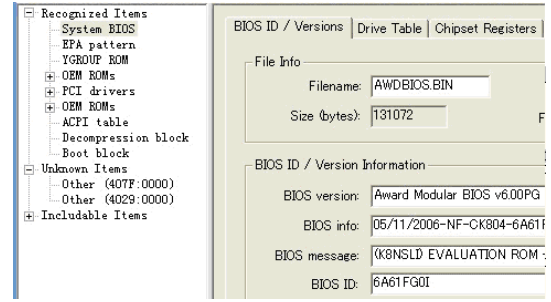 Recognized Items
System BIOS
EPA pattern
YGROUP ROM
OEM ROMs
PCI drivers
OEM ROMs
ACPI table
Decompression block
Boot block
Unknown Items
Other (407F:0000)
Other (4029:0000)
Includable Items
BIOS ID / Versions Drive Table Chipset Registers
File Info
Filename: AWDBIOS.BIN
Size (bytes): 131072
BIOS ID / Version Information
BIOS version: Award Modular BIOS v6.00PG
BIOS info: 05/11/2006-NF-CK804-6A61F
BIOS message: (K8NSLI) EVALUATION ROM -
BIOS ID: 6A61FG0I